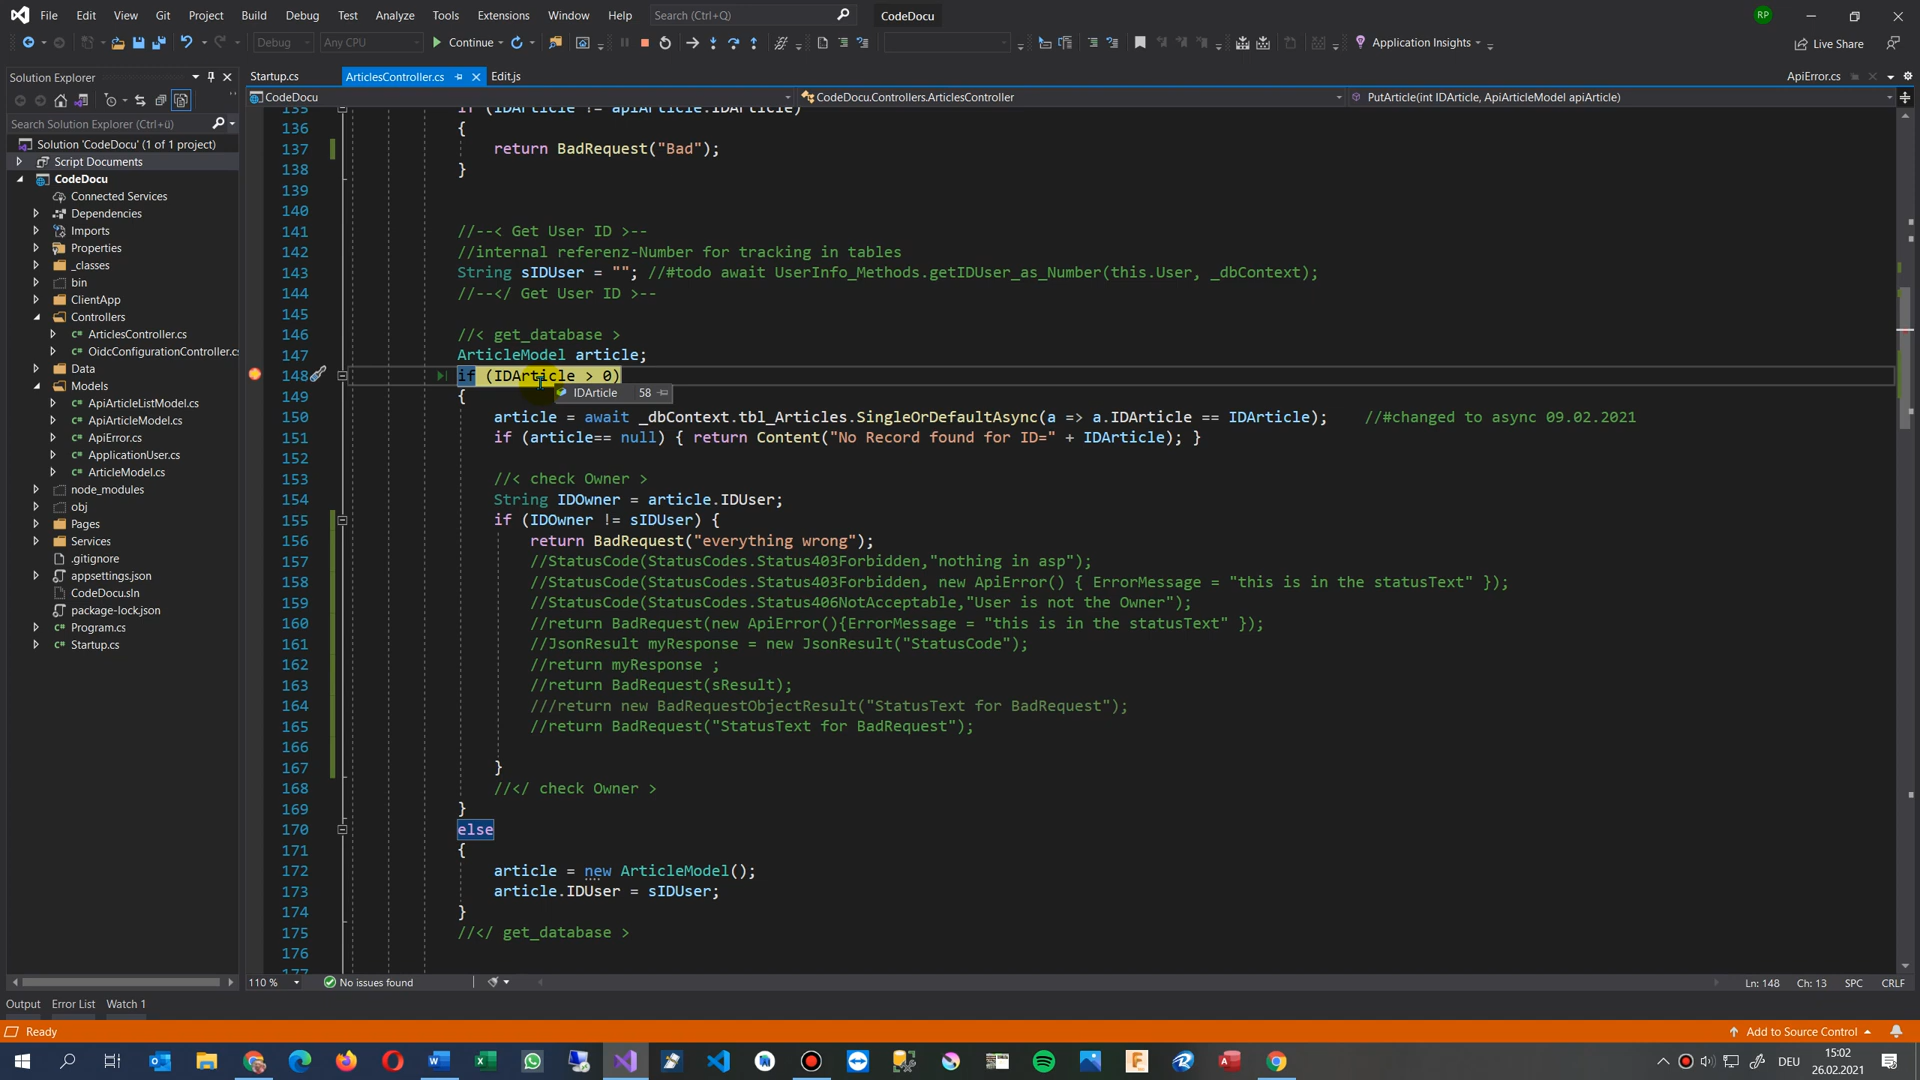 File Edit View Git Project Build Debug Test Analyze Tools Extensions Window Help Search (Ctrl+Q) CodeDocu RP
Debug Any CPU Continue Application Insights Live Share
Solution Explorer
Startup.cs ArticlesController.cs Edit.js ApiError.cs
CodeDocu CodeDocu.Controllers.ArticlesController PutArticle(int IDArticle, ApiArticleModel apiArticle)
Search Solution Explorer (Ctrl+ü)
Solution 'CodeDocu' (1 of 1 project)
Script Documents
CodeDocu
Connected Services
Dependencies
Imports
Properties
_classes
bin
ClientApp
Controllers
ArticlesController.cs
OidcConfigurationController.cs
Data
Models
ApiArticleListModel.cs
ApiArticleModel.cs
ApiError.cs
ApplicationUser.cs
ArticleModel.cs
node_modules
obj
Pages
Services
.gitignore
appsettings.json
CodeDocu.sln
package-lock.json
Program.cs
Startup.cs
135 if (IDArticle != apiArticle.IDArticle)
136 {
137 return BadRequest("Bad");
138 }
139
140
141 //--< Get User ID >--
142 //internal referenz-Number for tracking in tables
143 String sIDUser = ""; //#todo await UserInfo_Methods.getIDUser_as_Number(this.User, _dbContext);
144 //--</ Get User ID >--
145
146 //< get_database >
147 ArticleModel article;
148 if (IDArticle > 0)
IDArticle 58
149 {
150 article = await _dbContext.tbl_Articles.SingleOrDefaultAsync(a => a.IDArticle == IDArticle); //#changed to async 09.02.2021
151 if (article== null) { return Content("No Record found for ID=" + IDArticle); }
152
153 //< check Owner >
154 String IDOwner = article.IDUser;
155 if (IDOwner != sIDUser) {
156 return BadRequest("everything wrong");
157 //StatusCode(StatusCodes.Status403Forbidden,"nothing in asp");
158 //StatusCode(StatusCodes.Status403Forbidden, new ApiError() { ErrorMessage = "this is in the statusText" });
159 //StatusCode(StatusCodes.Status406NotAcceptable,"User is not the Owner");
160 //return BadRequest(new ApiError(){ErrorMessage = "this is in the statusText" });
161 //JsonResult myResponse = new JsonResult("StatusCode");
162 //return myResponse ;
163 //return BadRequest(sResult);
164 ///return new BadRequestObjectResult("StatusText for BadRequest");
165 //return BadRequest("StatusText for BadRequest");
166
167 }
168 //</ check Owner >
169 }
170 else
171 {
172 article = new ArticleModel();
173 article.IDUser = sIDUser;
174 }
175 //</ get_database >
176
177
110 % No issues found Ln: 148 Ch: 13 SPC CRLF
Output Error List Watch 1
Ready Add to Source Control
DEU 15:02
26.02.2021